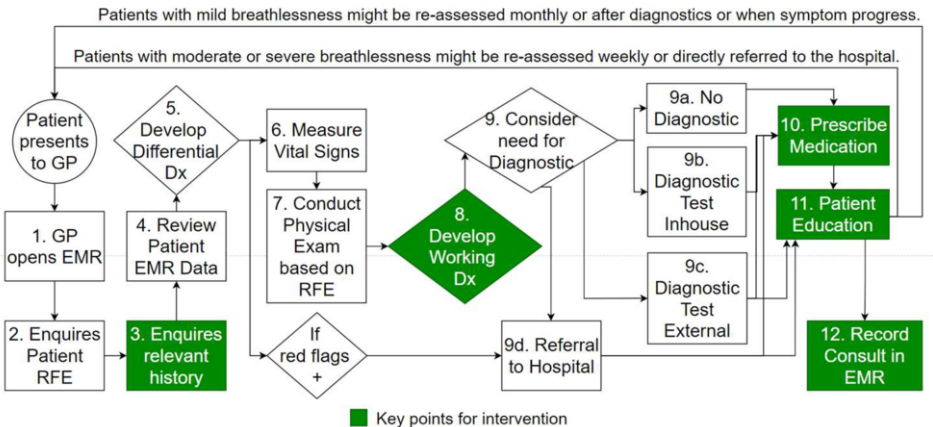 Patients with mild breathlessness might be re-assessed monthly or after diagnostics or when symptom progress.
Patients with moderate or severe breathlessness might be re-assessed weekly or directly referred to the hospital.
Patient
presents
to GP
1. GP
opens EMR
2. Enquires
Patient
RFE
3. Enquires
relevant
history
4. Review
Patient
EMR Data
5.
Develop
Differential
Dx
6. Measure
Vital Signs
7. Conduct
Physical
Exam
based on
RFE
If
red flags
+
8.
Develop
Working
Dx
9. Consider
need for
Diagnostic
9a. No
Diagnostic
9b.
Diagnostic
Test
Inhouse
9c.
Diagnostic
Test
External
9d. Referral
to Hospital
10. Prescribe
Medication
11. Patient
Education
12. Record
Consult in
EMR
Key points for intervention